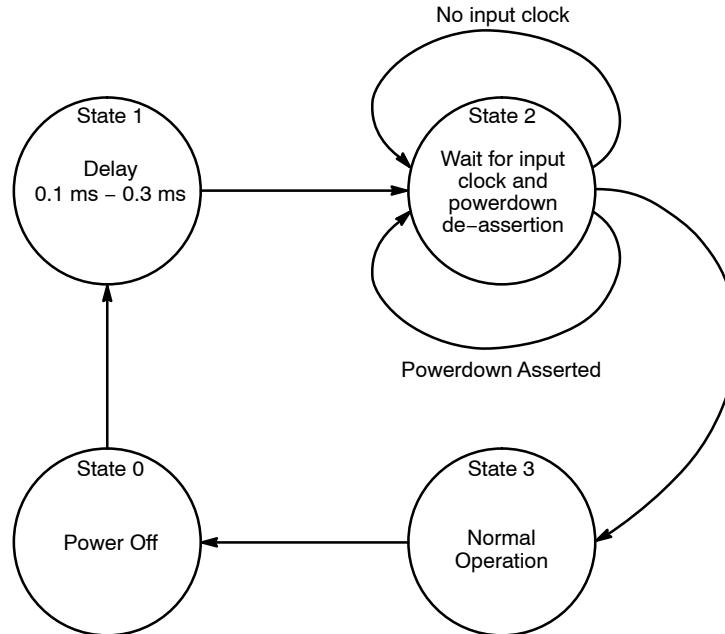 No input clock
State 1
Delay
0.1 ms − 0.3 ms
State 2
Wait for input
clock and
powerdown
de−assertion
Powerdown Asserted
State 0
Power Off
State 3
Normal
Operation